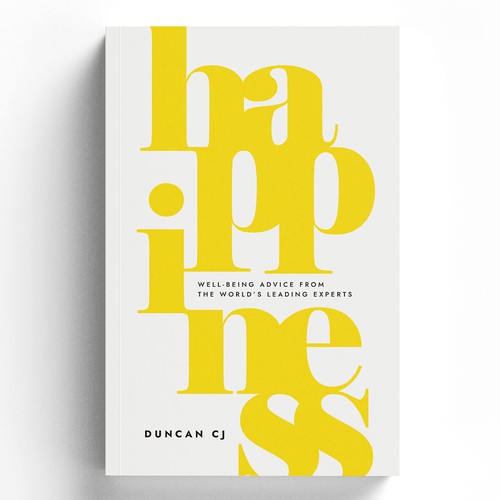 ha
pp
i
WELL-BEING ADVICE FROM
THE WORLD'S LEADING EXPERTS
ne
ss
DUNCAN CJ